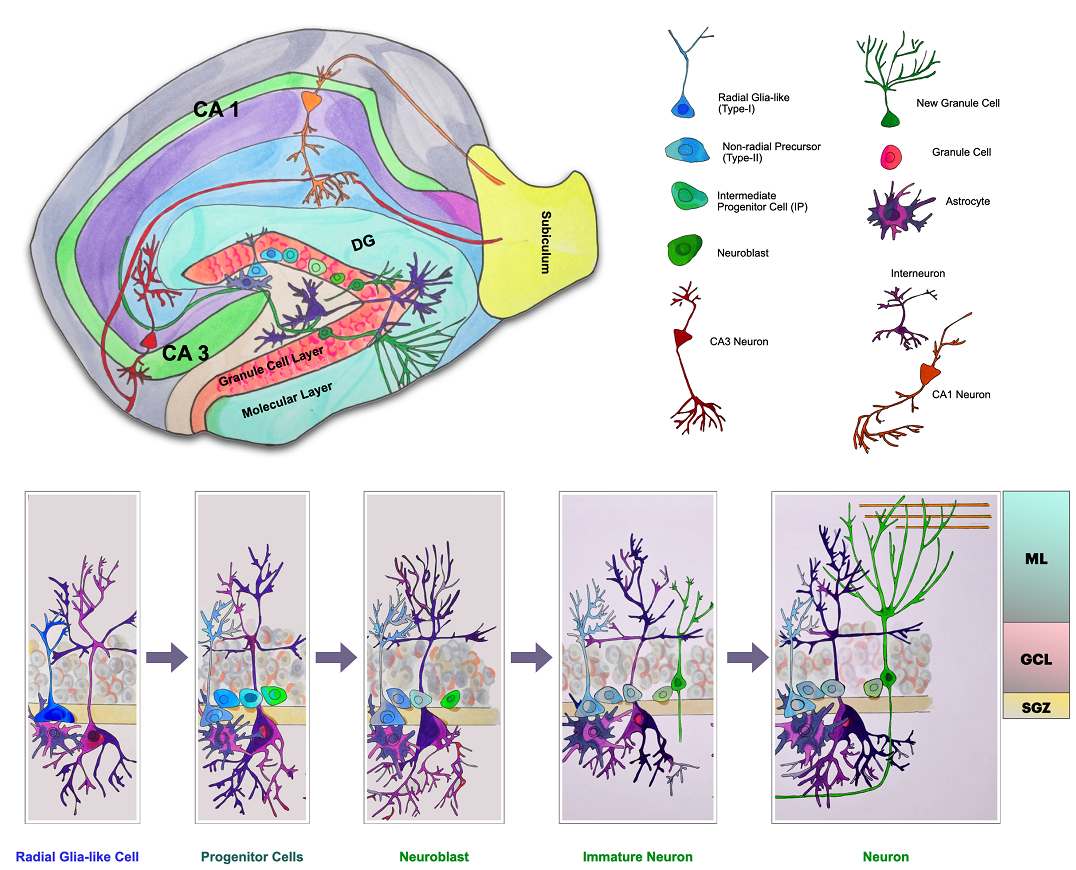 CA 1
DG
Subiculum
CA 3
Granule Cell Layer
Molecular Layer
Radial Glia-like
(Type-I)
Non-radial Precursor
(Type-II)
Intermediate
Progenitor Cell (IP)
Neuroblast
CA3 Neuron
New Granule Cell
Granule Cell
Astrocyte
Interneuron
CA1 Neuron
ML
GCL
SGZ
Radial Glia-like Cell
Progenitor Cells
Neuroblast
Immature Neuron
Neuron